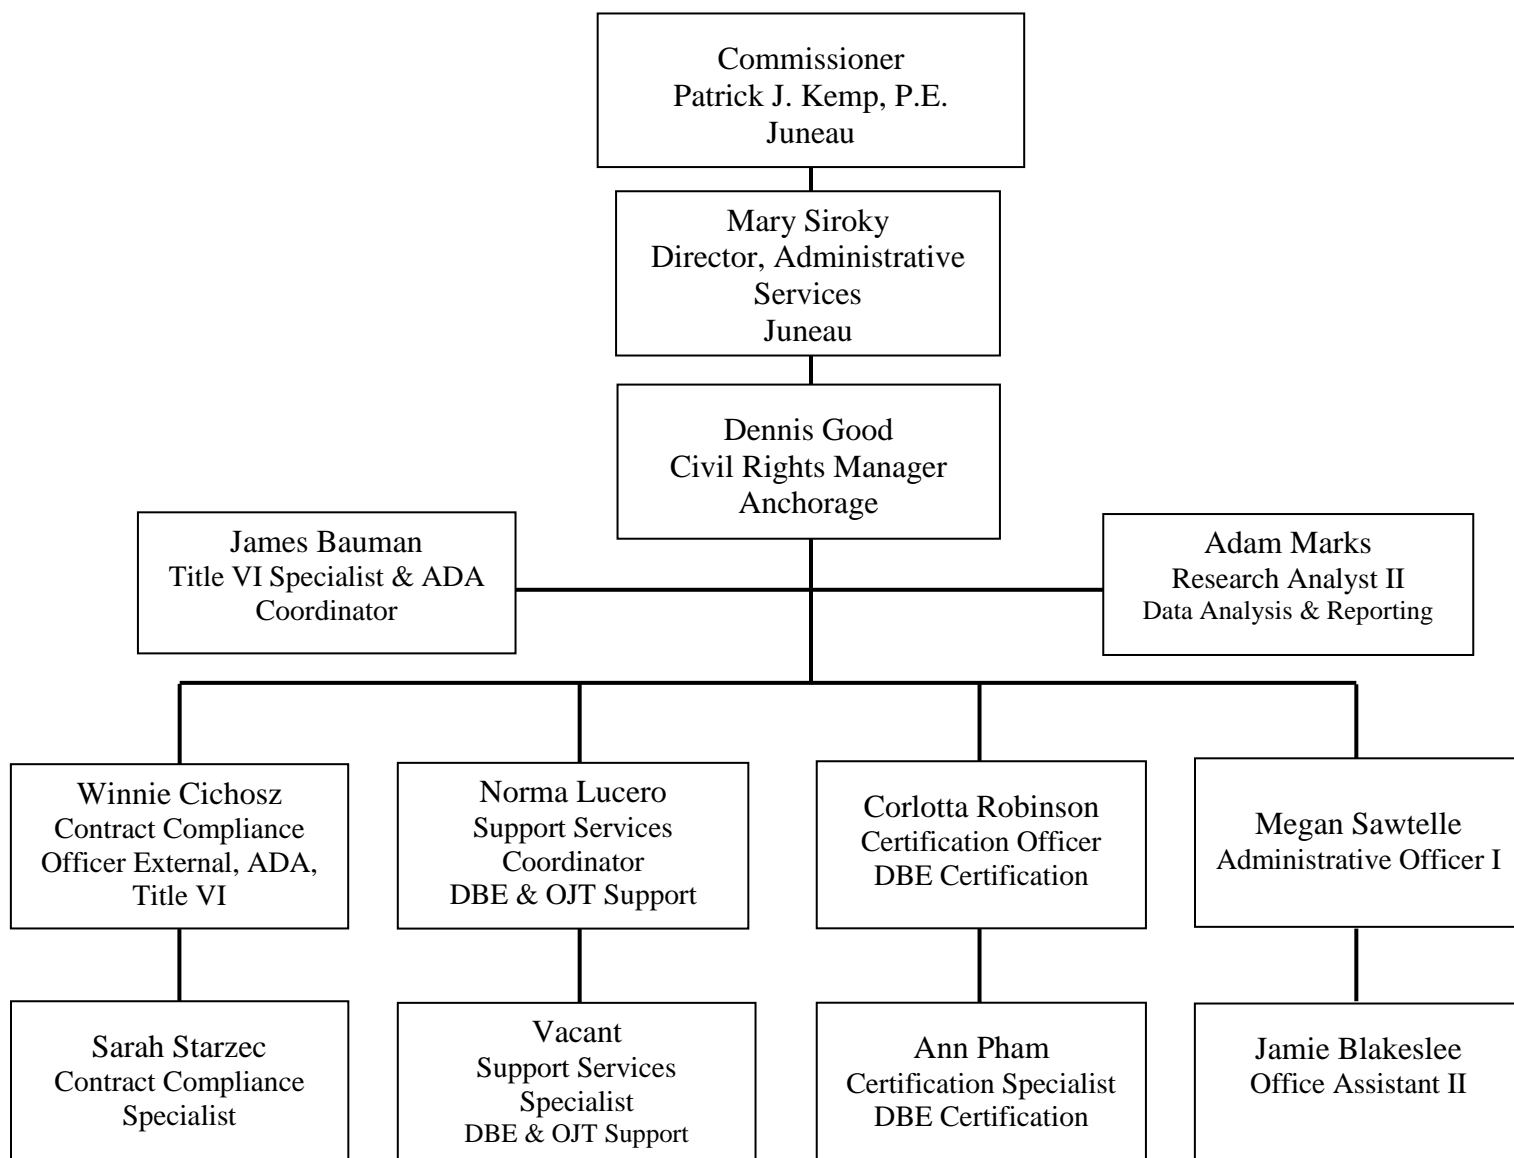 Commissioner
Patrick J. Kemp, P.E.
Juneau
Mary Siroky
Director, Administrative
Services
Juneau
Dennis Good
Civil Rights Manager
Anchorage
James Bauman
Title VI Specialist & ADA
Coordinator
Adam Marks
Research Analyst II
Data Analysis & Reporting
Winnie Cichosz
Contract Compliance
Officer External, ADA,
Title VI
Norma Lucero
Support Services
Coordinator
DBE & OJT Support
Corlotta Robinson
Certification Officer
DBE Certification
Megan Sawtelle
Administrative Officer I
Sarah Starzec
Contract Compliance
Specialist
Vacant
Support Services
Specialist
DBE & OJT Support
Ann Pham
Certification Specialist
DBE Certification
Jamie Blakeslee
Office Assistant II